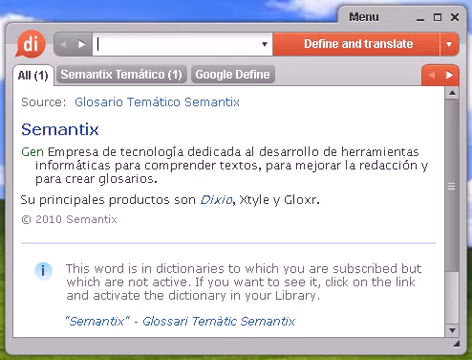 Menu
di
Define and translate
All (1)
Semantix Temático (1)
Google Define
Source: Glosario Temático Semantix
Semantix
Gen Empresa de tecnología dedicada al desarrollo de herramientas
informáticas para comprender textos, para mejorar la redacción y
para crear glosarios.
Su principales producto son Dixio, Xtyle y Gloxr.
© 2010 Semantix
i
This word is in dictionaries to which you are subscribed but
which are not active. If you want to see it, click on the link
and activate the dictionary in your Library.
"Semantix" - Glossari Temàtic Semantix